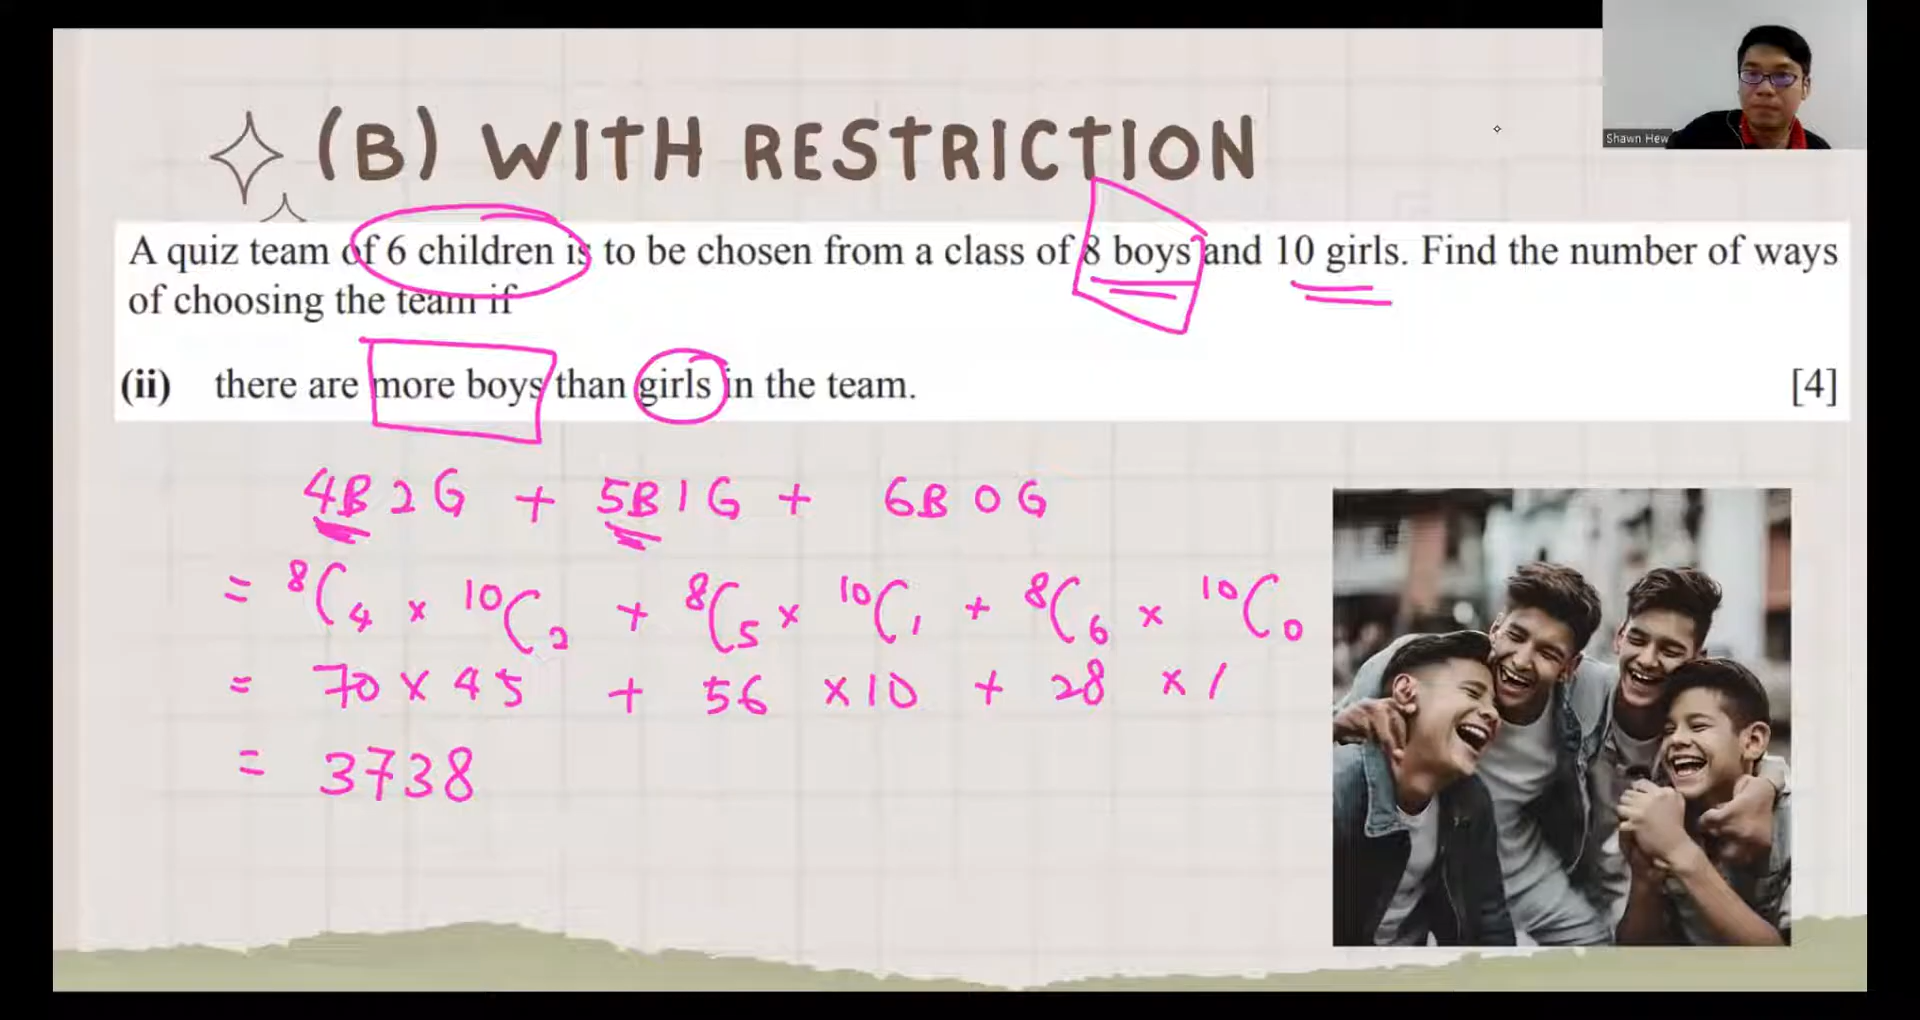 (B) WITH RESTRICTION
Shawn Hew
A quiz team of 6 children is to be chosen from a class of 8 boys and 10 girls. Find the number of ways
of choosing the team if
(ii) there are more boys than girls in the team. [4]
4B 2G + 5B 1G + 6B 0G
= ⁸C₄ × ¹⁰C₂ + ⁸C₅ × ¹⁰C₁ + ⁸C₆ × ¹⁰C₀
= 70 × 45 + 56 × 10 + 28 × 1
= 3738